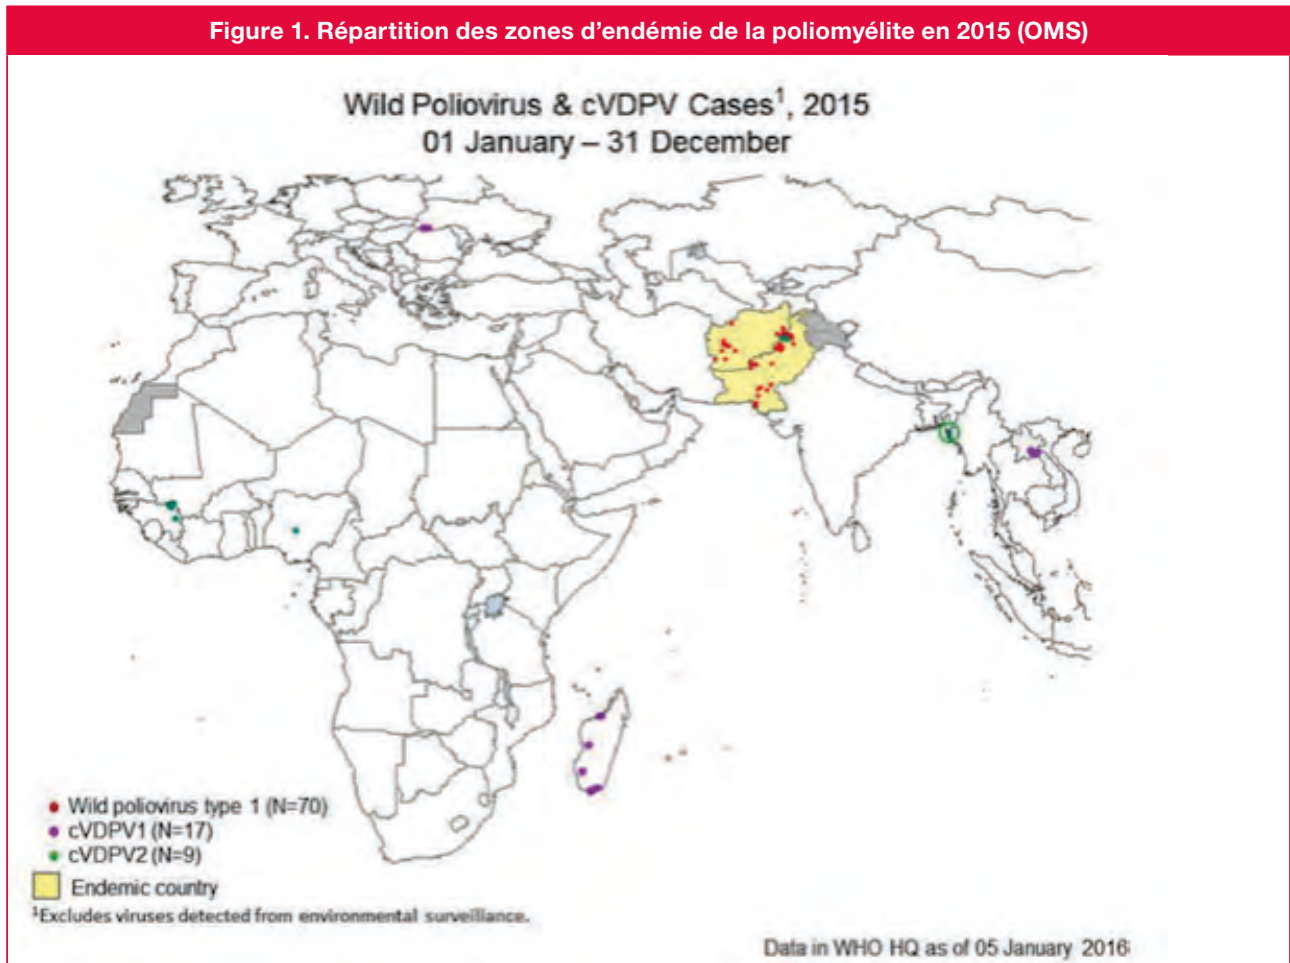 Figure 1. Répartition des zones d’endémie de la poliomyélite en 2015 (OMS)
Wild Poliovirus & cVDPV Cases¹, 2015
01 January – 31 December
Wild poliovirus type 1 (N=70)
cVDPV1 (N=17)
cVDPV2 (N=9)
Endemic country
¹Excludes viruses detected from environmental surveillance.
Data in WHO HQ as of 05 January 2016